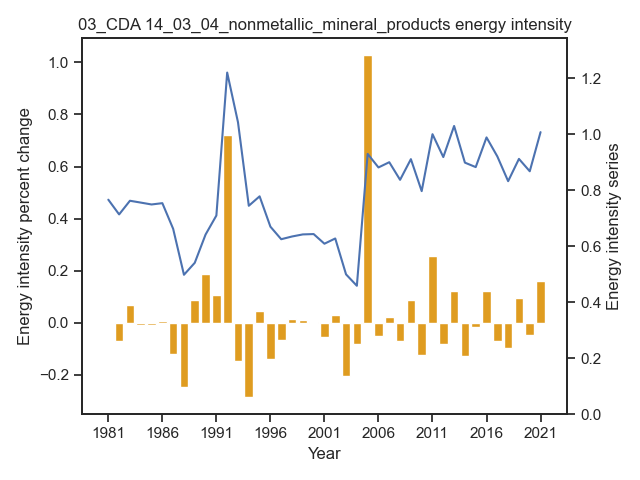 03_CDA 14_03_04_nonmetallic_mineral_products energy intensity
Energy intensity percent change
1.0
0.8
0.6
0.4
0.2
0.0
−0.2
1.2
1.0
0.8
0.6
0.4
0.2
0.0
Energy intensity series
1981 1986 1991 1996 2001 2006 2011 2016 2021
Year